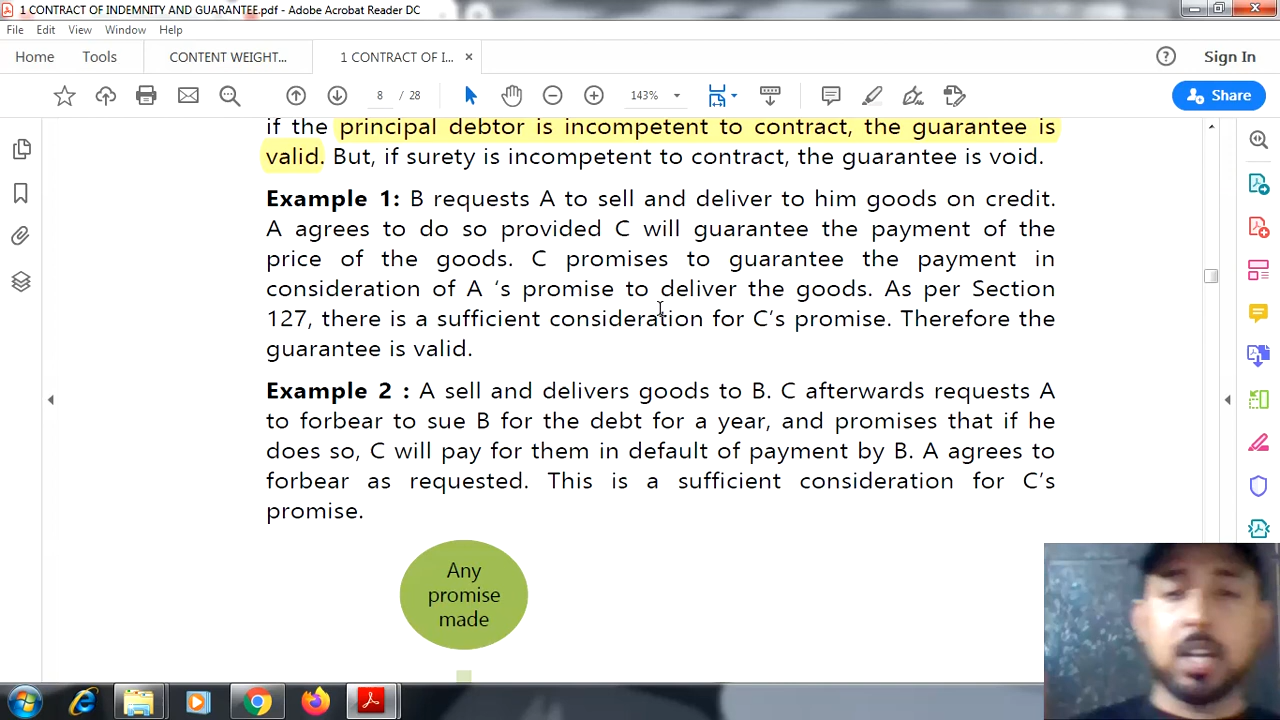 1 CONTRACT OF INDEMNITY AND GUARANTEE.pdf - Adobe Acrobat Reader DC
File Edit View Window Help
Home Tools CONTENT WEIGHT... 1 CONTRACT OF I... × Sign In
8 / 28 143% Share
if the principal debtor is incompetent to contract, the guarantee is
valid. But, if surety is incompetent to contract, the guarantee is void.
Example 1: B requests A to sell and deliver to him goods on credit.
A agrees to do so provided C will guarantee the payment of the
price of the goods. C promises to guarantee the payment in
consideration of A ‘s promise to deliver the goods. As per Section
127, there is a sufficient consideration for C’s promise. Therefore the
guarantee is valid.
Example 2 : A sell and delivers goods to B. C afterwards requests A
to forbear to sue B for the debt for a year, and promises that if he
does so, C will pay for them in default of payment by B. A agrees to
forbear as requested. This is a sufficient consideration for C’s
promise.
Any
promise
made